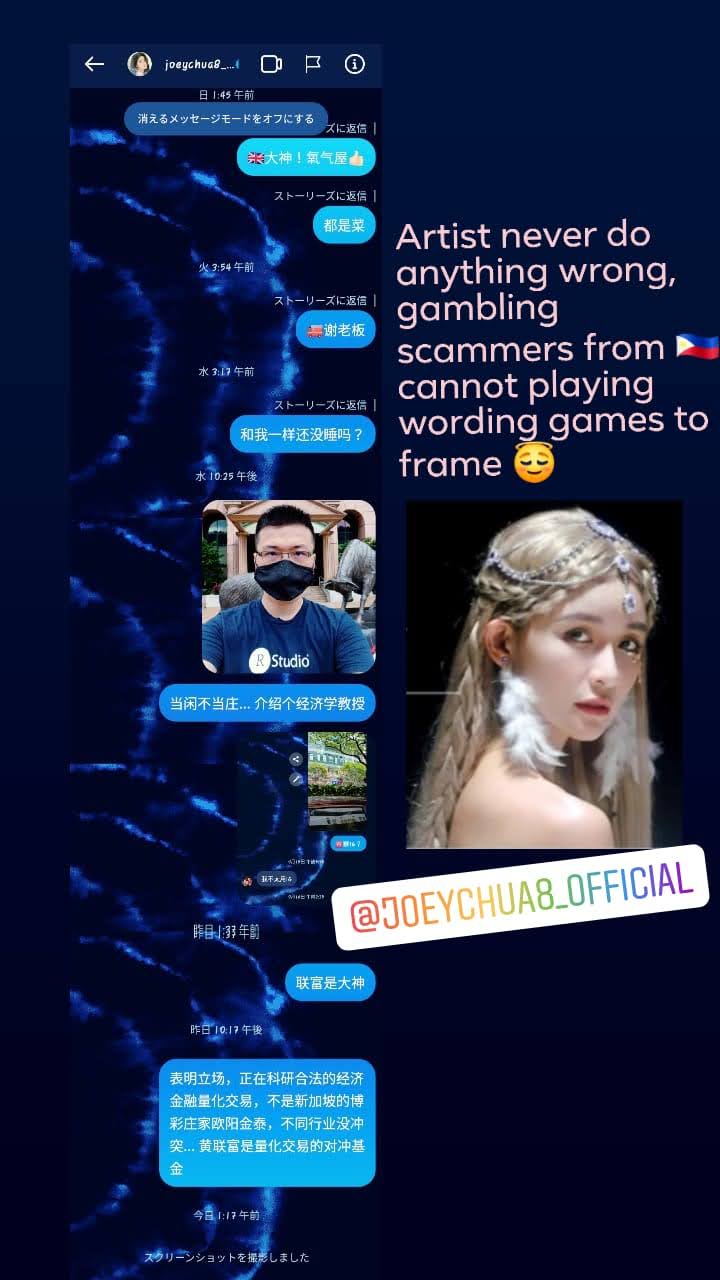 joeychua8_...
日 1:45 午前
消えるメッセージモードをオフにする
ズに返信
🇬🇧大神！氣气屋👍🏻
ストーリーズに返信
都是菜
火 3:54 午前
ストーリーズに返信
🚒谢老板
水 3:17 午前
ストーリーズに返信
和我一样还没睡吗？
水 10:25 午後
R Studio
当闲不当庄... 介绍个经济学教授
昨日 1:37 午前
联富是大神
昨日 10:17 午後
表明立场，正在科研合法的经济
金融量化交易，不是新加坡的博
彩庄家欧阳金泰，不同行业没冲
突... 黄联富是量化交易的对冲基
金
今日 1:17 午前
スクリーンショットを撮影しました
Artist never do
anything wrong,
gambling
scammers from 🇵🇭
cannot playing
wording games to
frame 😇
@JOEYCHUA8_OFFICIAL